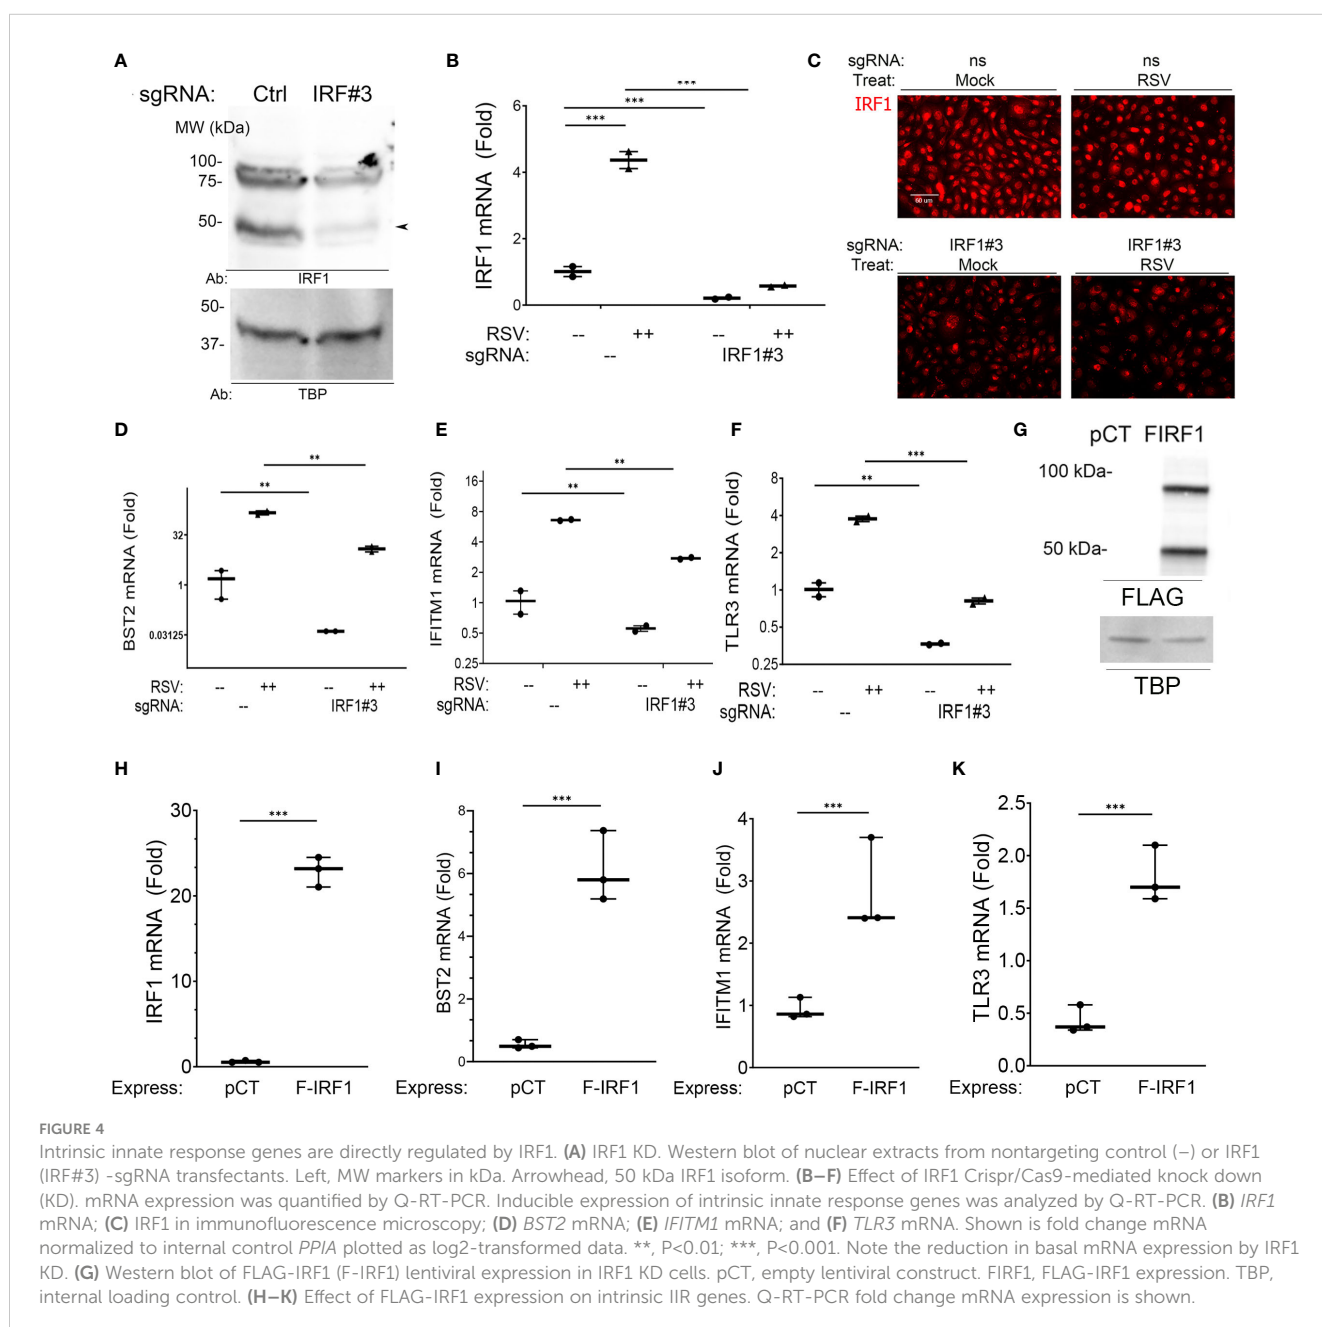 A
sgRNA: Ctrl IRF#3
MW (kDa)
100-
75-
50-
Ab: IRF1
50-
37-
Ab: TBP
B
IRF1 mRNA (Fold)
6
4
2
0
*** *** ***
RSV: -- ++ -- ++
sgRNA: -- IRF1#3
C
sgRNA: ns ns
Treat: Mock RSV
IRF1
60 um
sgRNA: IRF1#3 IRF1#3
Treat: Mock RSV
D
BST2 mRNA (Fold)
32
1
0.03125
** **
RSV: -- ++ -- ++
sgRNA: -- IRF1#3
E
IFITM1 mRNA (Fold)
16
8
4
2
1
0.5
0.25
** **
RSV: -- ++ -- ++
sgRNA: -- IRF1#3
F
TLR3 mRNA (Fold)
8
4
2
1
0.5
0.25
** ***
RSV: -- ++ -- ++
sgRNA: -- IRF1#3
G
pCT FIRF1
100 kDa-
50 kDa-
FLAG
TBP
H
IRF1 mRNA (Fold)
30
20
10
0
***
Express: pCT F-IRF1
I
BST2 mRNA (Fold)
8
6
4
2
0
***
Express: pCT F-IRF1
J
IFITM1 mRNA (Fold)
4
3
2
1
0
***
Express: pCT F-IRF1
K
TLR3 mRNA (Fold)
2.5
2.0
1.5
1.0
0.5
0.0
***
Express: pCT F-IRF1
FIGURE 4
Intrinsic innate response genes are directly regulated by IRF1. (A) IRF1 KD. Western blot of nuclear extracts from nontargeting control (–) or IRF1
(IRF#3) -sgRNA transfectants. Left, MW markers in kDa. Arrowhead, 50 kDa IRF1 isoform. (B–F) Effect of IRF1 Crispr/Cas9-mediated knock down
(KD). mRNA expression was quantified by Q-RT-PCR. Inducible expression of intrinsic innate response genes was analyzed by Q-RT-PCR. (B) IRF1
mRNA; (C) IRF1 in immunofluorescence microscopy; (D) BST2 mRNA; (E) IFITM1 mRNA; and (F) TLR3 mRNA. Shown is fold change mRNA
normalized to internal control PPIA plotted as log2-transformed data. **, P<0.01; ***, P<0.001. Note the reduction in basal mRNA expression by IRF1
KD. (G) Western blot of FLAG-IRF1 (F-IRF1) lentiviral expression in IRF1 KD cells. pCT, empty lentiviral construct. FIRF1, FLAG-IRF1 expression. TBP,
internal loading control. (H–K) Effect of FLAG-IRF1 expression on intrinsic IIR genes. Q-RT-PCR fold change mRNA expression is shown.